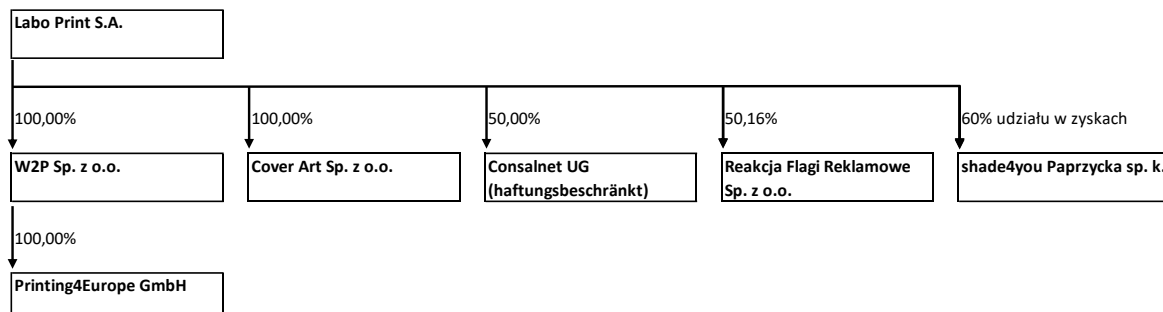 Labo Print S.A.
100,00%
100,00%
50,00%
50,16%
60% udziału w zyskach
W2P Sp. z o.o.
Cover Art Sp. z o.o.
Consalnet UG
(haftungsbeschränkt)
Reakcja Flagi Reklamowe
Sp. z o.o.
shade4you Paprzycka sp. k.
100,00%
Printing4Europe GmbH